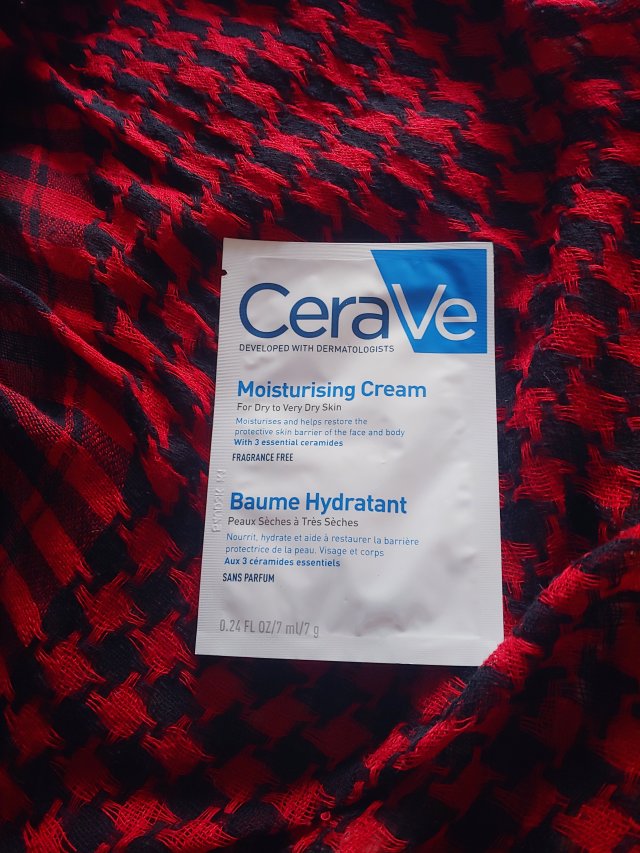 CeraVe
DEVELOPED WITH DERMATOLOGISTS
Moisturising Cream
For Dry to Very Dry Skin
Moisturises and helps restore the
protective skin barrier of the face and body
With 3 essential ceramides
FRAGRANCE FREE
Baume Hydratant
Peaux Sèches à Très Sèches
Nourrit, hydrate et aide à restaurer la barrière
protectrice de la peau. Visage et corps
Aux 3 céramides essentiels
SANS PARFUM
0.24 FL OZ/7 ml/7 g